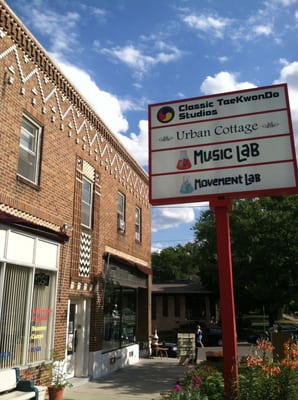 Classic TaeKwonDo
Studios
Urban Cottage
Music Lab
Movement Lab